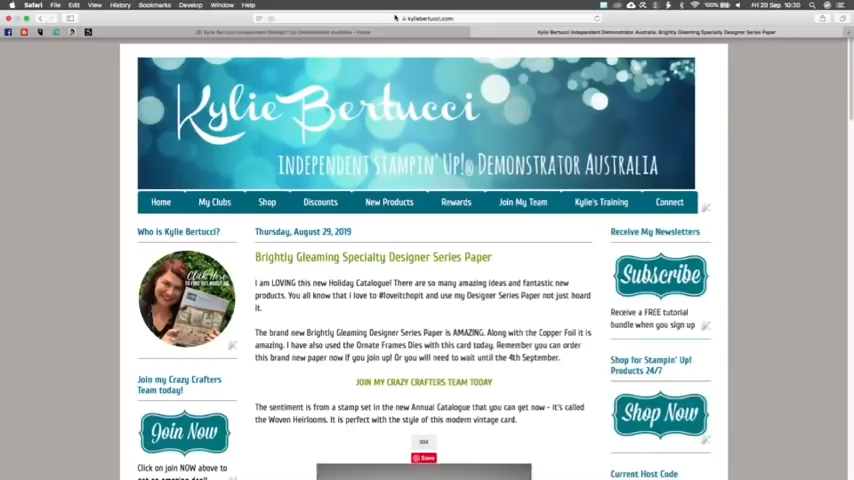 Safari File Edit View History Bookmarks Develop Window Help
Fri 20 Sep 10:20
kyliebertucci.com
Kylie Bertucci Independent Demonstrator Australia: Brightly Gleaming Specialty Designer Series Paper
Kylie Bertucci
INDEPENDENT STAMPIN' UP!® DEMONSTRATOR AUSTRALIA
Home My Clubs Shop Discounts New Products Rewards Join My Team Kylie's Training Connect
Who is Kylie Bertucci?
Click Here
TO FIND OUT ABOUT ME
Join my Crazy Crafters
Team today!
Join Now
Click on join NOW above to
Thursday, August 29, 2019
Brightly Gleaming Specialty Designer Series Paper
I am LOVING this new Holiday Catalogue! There are so many amazing ideas and fantastic new
products. You all know that I love to #loveitchopit and use my Designer Series Paper not just hoard
it.
The brand new Brightly Gleaming Designer Series Paper is AMAZING. Along with the Copper Foil it is
amazing. I have also used the Ornate Frames Dies with this card today. Remember you can order
this brand new paper now if you join up! Or you will need to wait until the 4th September.
JOIN MY CRAZY CRAFTERS TEAM TODAY
The sentiment is from a stamp set in the new Annual Catalogue that you can get now - it's called
the Woven Heirlooms. It is perfect with the style of this modern vintage card.
304
Save
Receive My Newsletters
Subscribe
Receive a FREE tutorial
bundle when you sign up
Shop for Stampin' Up!
Products 24/7
Shop Now
Current Host Code